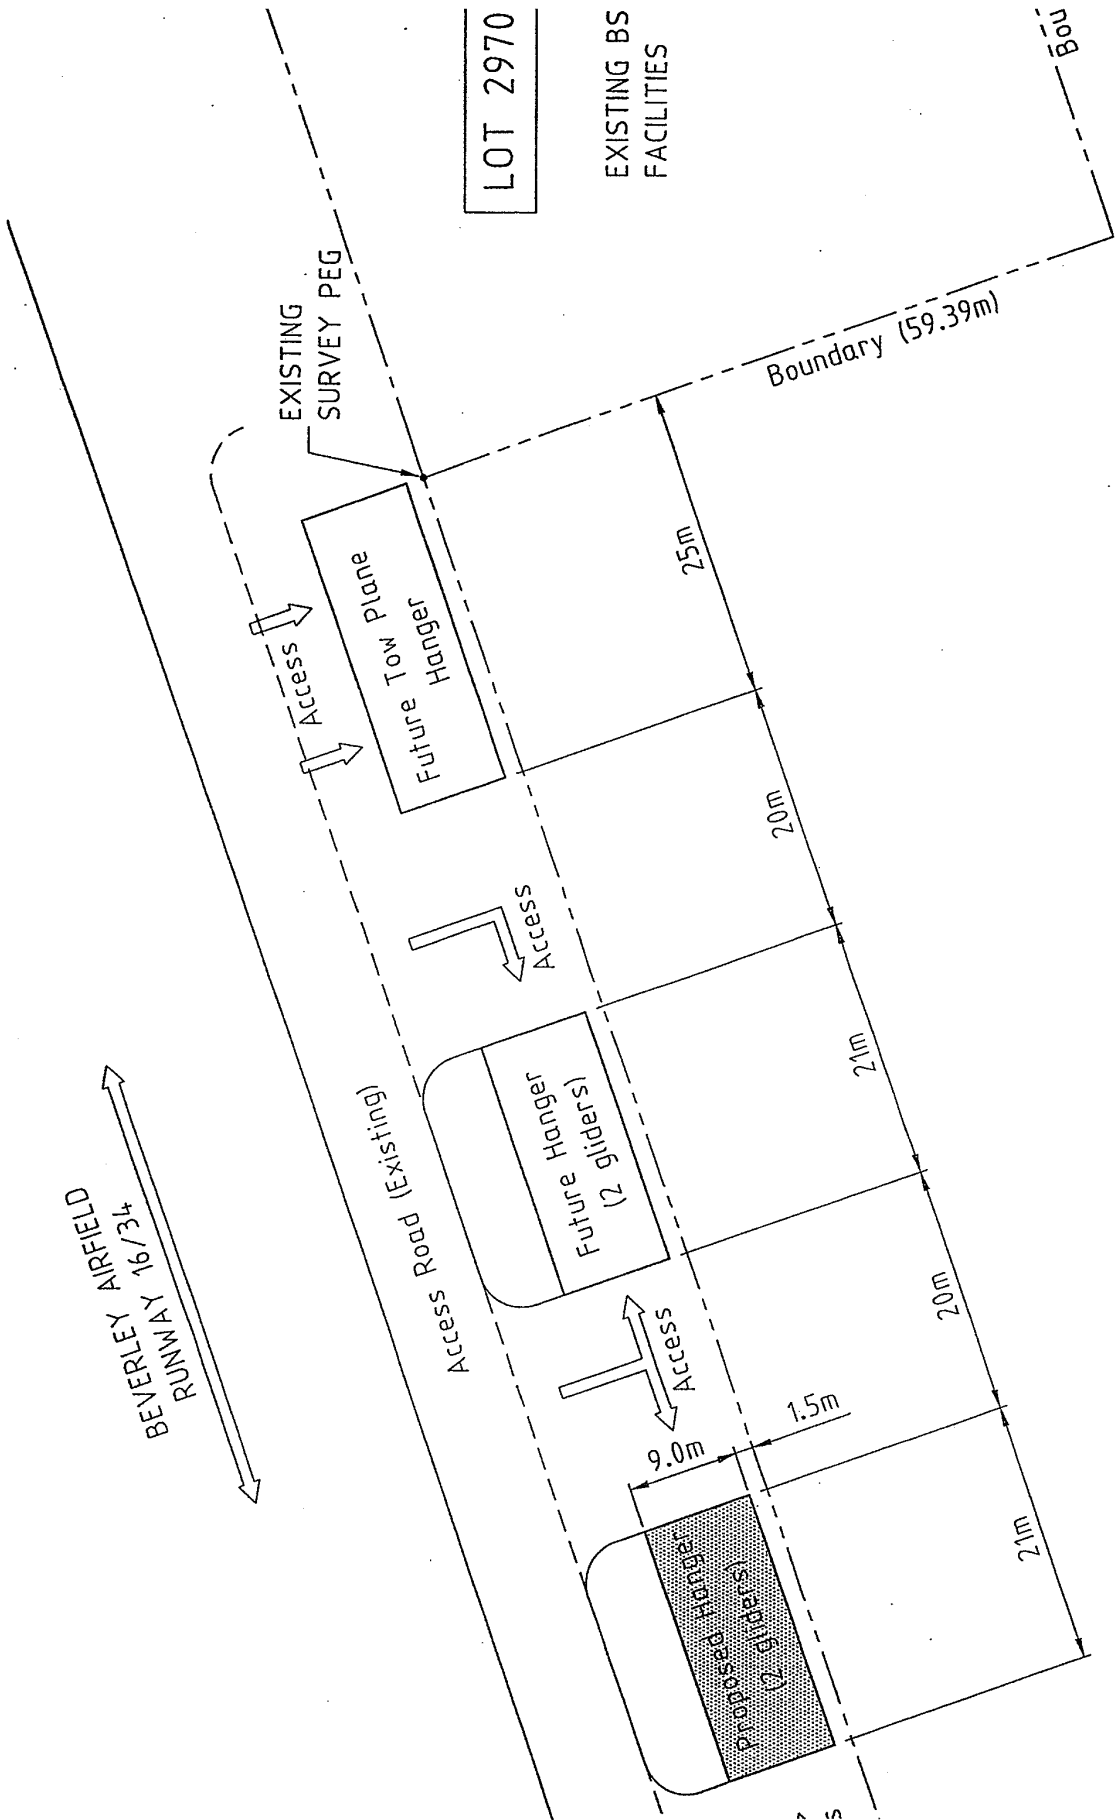 LOT 2970
EXISTING BS
FACILITIES
Bou
EXISTING
SURVEY PEG
Boundary (59.39m)
Access
Future Tow Plane
Hanger
25m
20m
Access
21m
BEVERLEY AIRFIELD
RUNWAY 16/34
Access Road (Existing)
Future Hanger
(2 gliders)
20m
Access
9.0m
1.5m
Proposed Hanger
(2 gliders)
21m